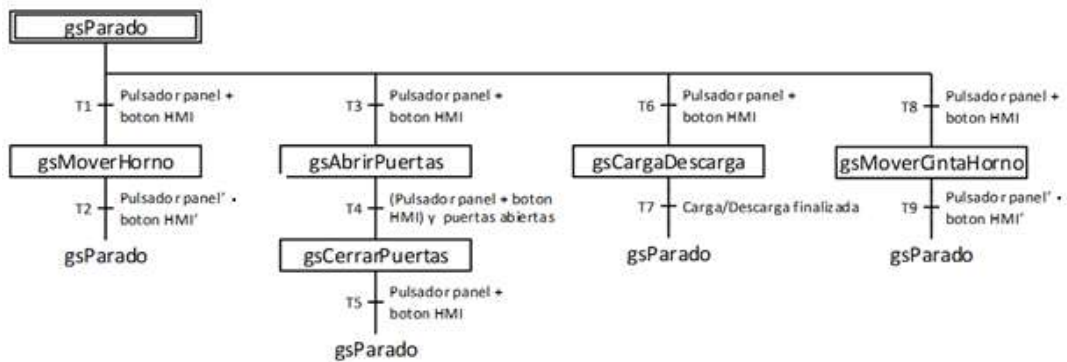 gsParado
T1
Pulsador panel +
boton HMI
T3
Pulsador panel +
boton HMI
T6
Pulsador panel +
boton HMI
T8
Pulsador panel +
boton HMI
gsMoverHorno
gsAbrirPuertas
gsCargaDescarga
gsMoverCintaHorno
T2
Pulsador panel' ·
boton HMI'
T4
(Pulsador panel + boton
HMI) y puertas abiertas
T7
Carga/Descarga finalizada
T9
Pulsador panel' ·
boton HMI'
gsParado
gsCerrarPuertas
gsParado
gsParado
T5
Pulsador panel +
boton HMI
gsParado